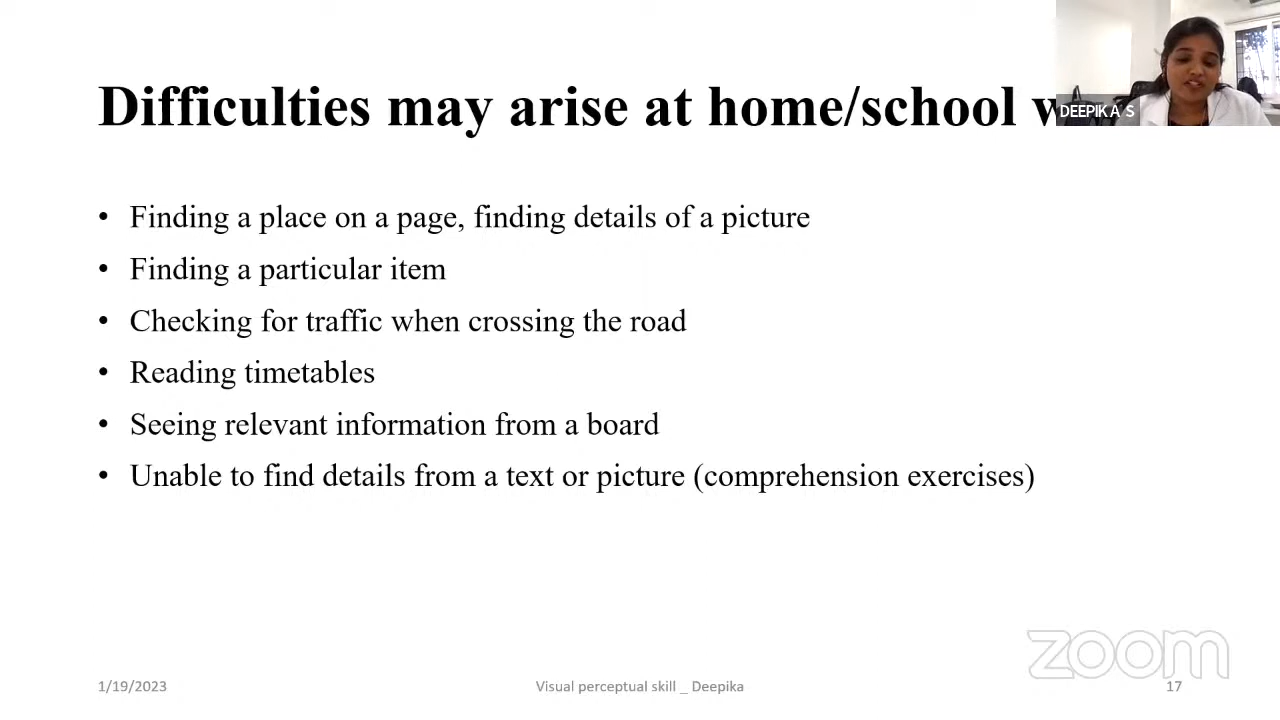 Difficulties may arise at home/school
DEEPIKA S
• Finding a place on a page, finding details of a picture
• Finding a particular item
• Checking for traffic when crossing the road
• Reading timetables
• Seeing relevant information from a board
• Unable to find details from a text or picture (comprehension exercises)
zoom
1/19/2023 Visual perceptual skill _ Deepika 17